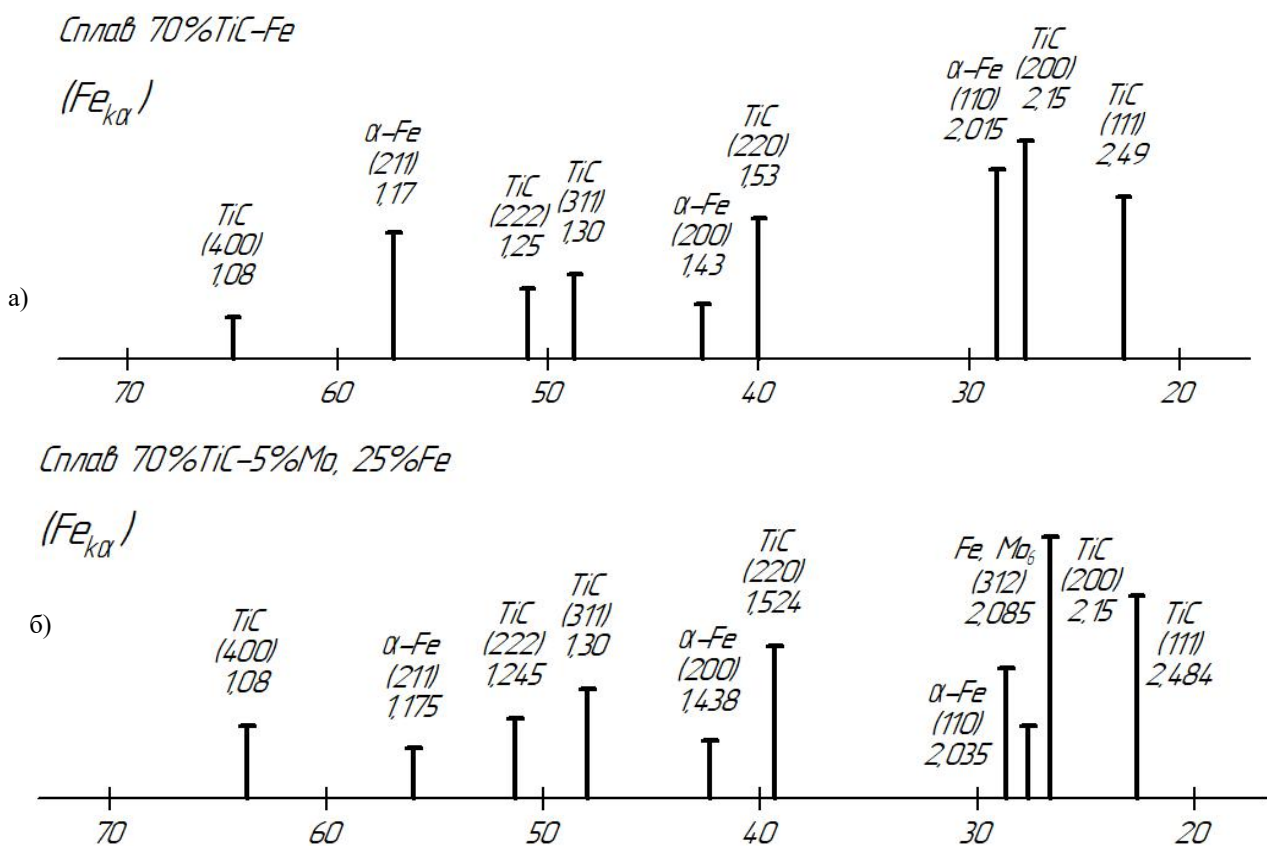 Сплав 70%TiC–Fe
(Fekα)
а)
TiC
(400)
1,08
α–Fe
(211)
1,17
TiC
(222)
1,25
TiC
(311)
1,30
α–Fe
(200)
1,43
TiC
(220)
1,53
α–Fe
(110)
2,015
TiC
(200)
2,15
TiC
(111)
2,49
70 60 50 40 30 20
Сплав 70%TiC–5%Mo, 25%Fe
(Fekα)
б)
TiC
(400)
1,08
α–Fe
(211)
1,175
TiC
(222)
1,245
TiC
(311)
1,30
α–Fe
(200)
1,438
TiC
(220)
1,524
α–Fe
(110)
2,035
Fe, Mo₆
(312)
2,085
TiC
(200)
2,15
TiC
(111)
2,484
70 60 50 40 30 20